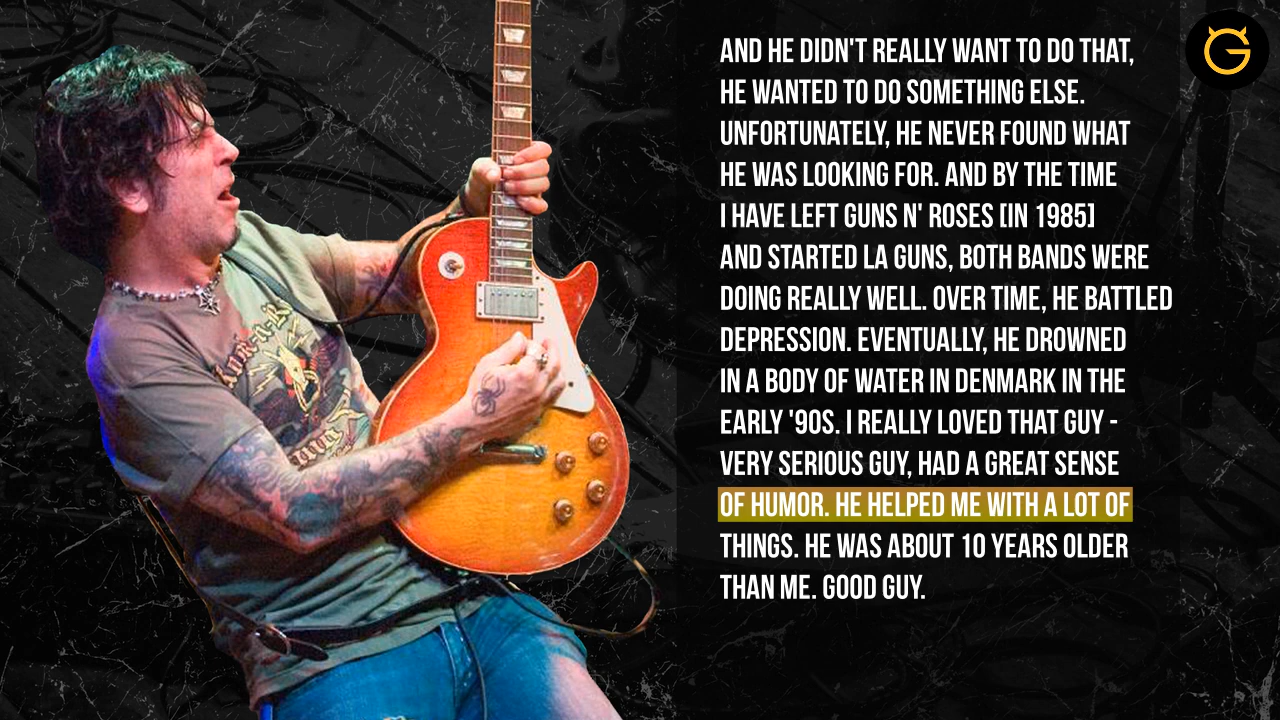 AND HE DIDN'T REALLY WANT TO DO THAT,
HE WANTED TO DO SOMETHING ELSE.
UNFORTUNATELY, HE NEVER FOUND WHAT
HE WAS LOOKING FOR. AND BY THE TIME
I HAVE LEFT GUNS N' ROSES [IN 1985]
AND STARTED LA GUNS, BOTH BANDS WERE
DOING REALLY WELL. OVER TIME, HE BATTLED
DEPRESSION. EVENTUALLY, HE DROWNED
IN A BODY OF WATER IN DENMARK IN THE
EARLY '90S. I REALLY LOVED THAT GUY -
VERY SERIOUS GUY, HAD A GREAT SENSE
OF HUMOR. HE HELPED ME WITH A LOT OF
THINGS. HE WAS ABOUT 10 YEARS OLDER
THAN ME. GOOD GUY.